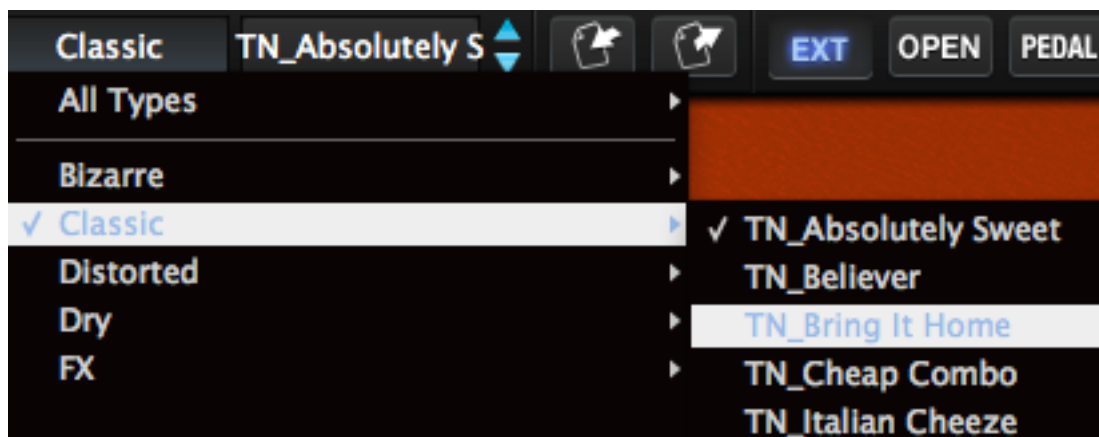 Classic TN_Absolutely S EXT OPEN PEDAL
All Types
Bizarre
✓ Classic
Distorted
Dry
FX
✓ TN_Absolutely Sweet
TN_Believer
TN_Bring It Home
TN_Cheap Combo
TN_Italian Cheeze